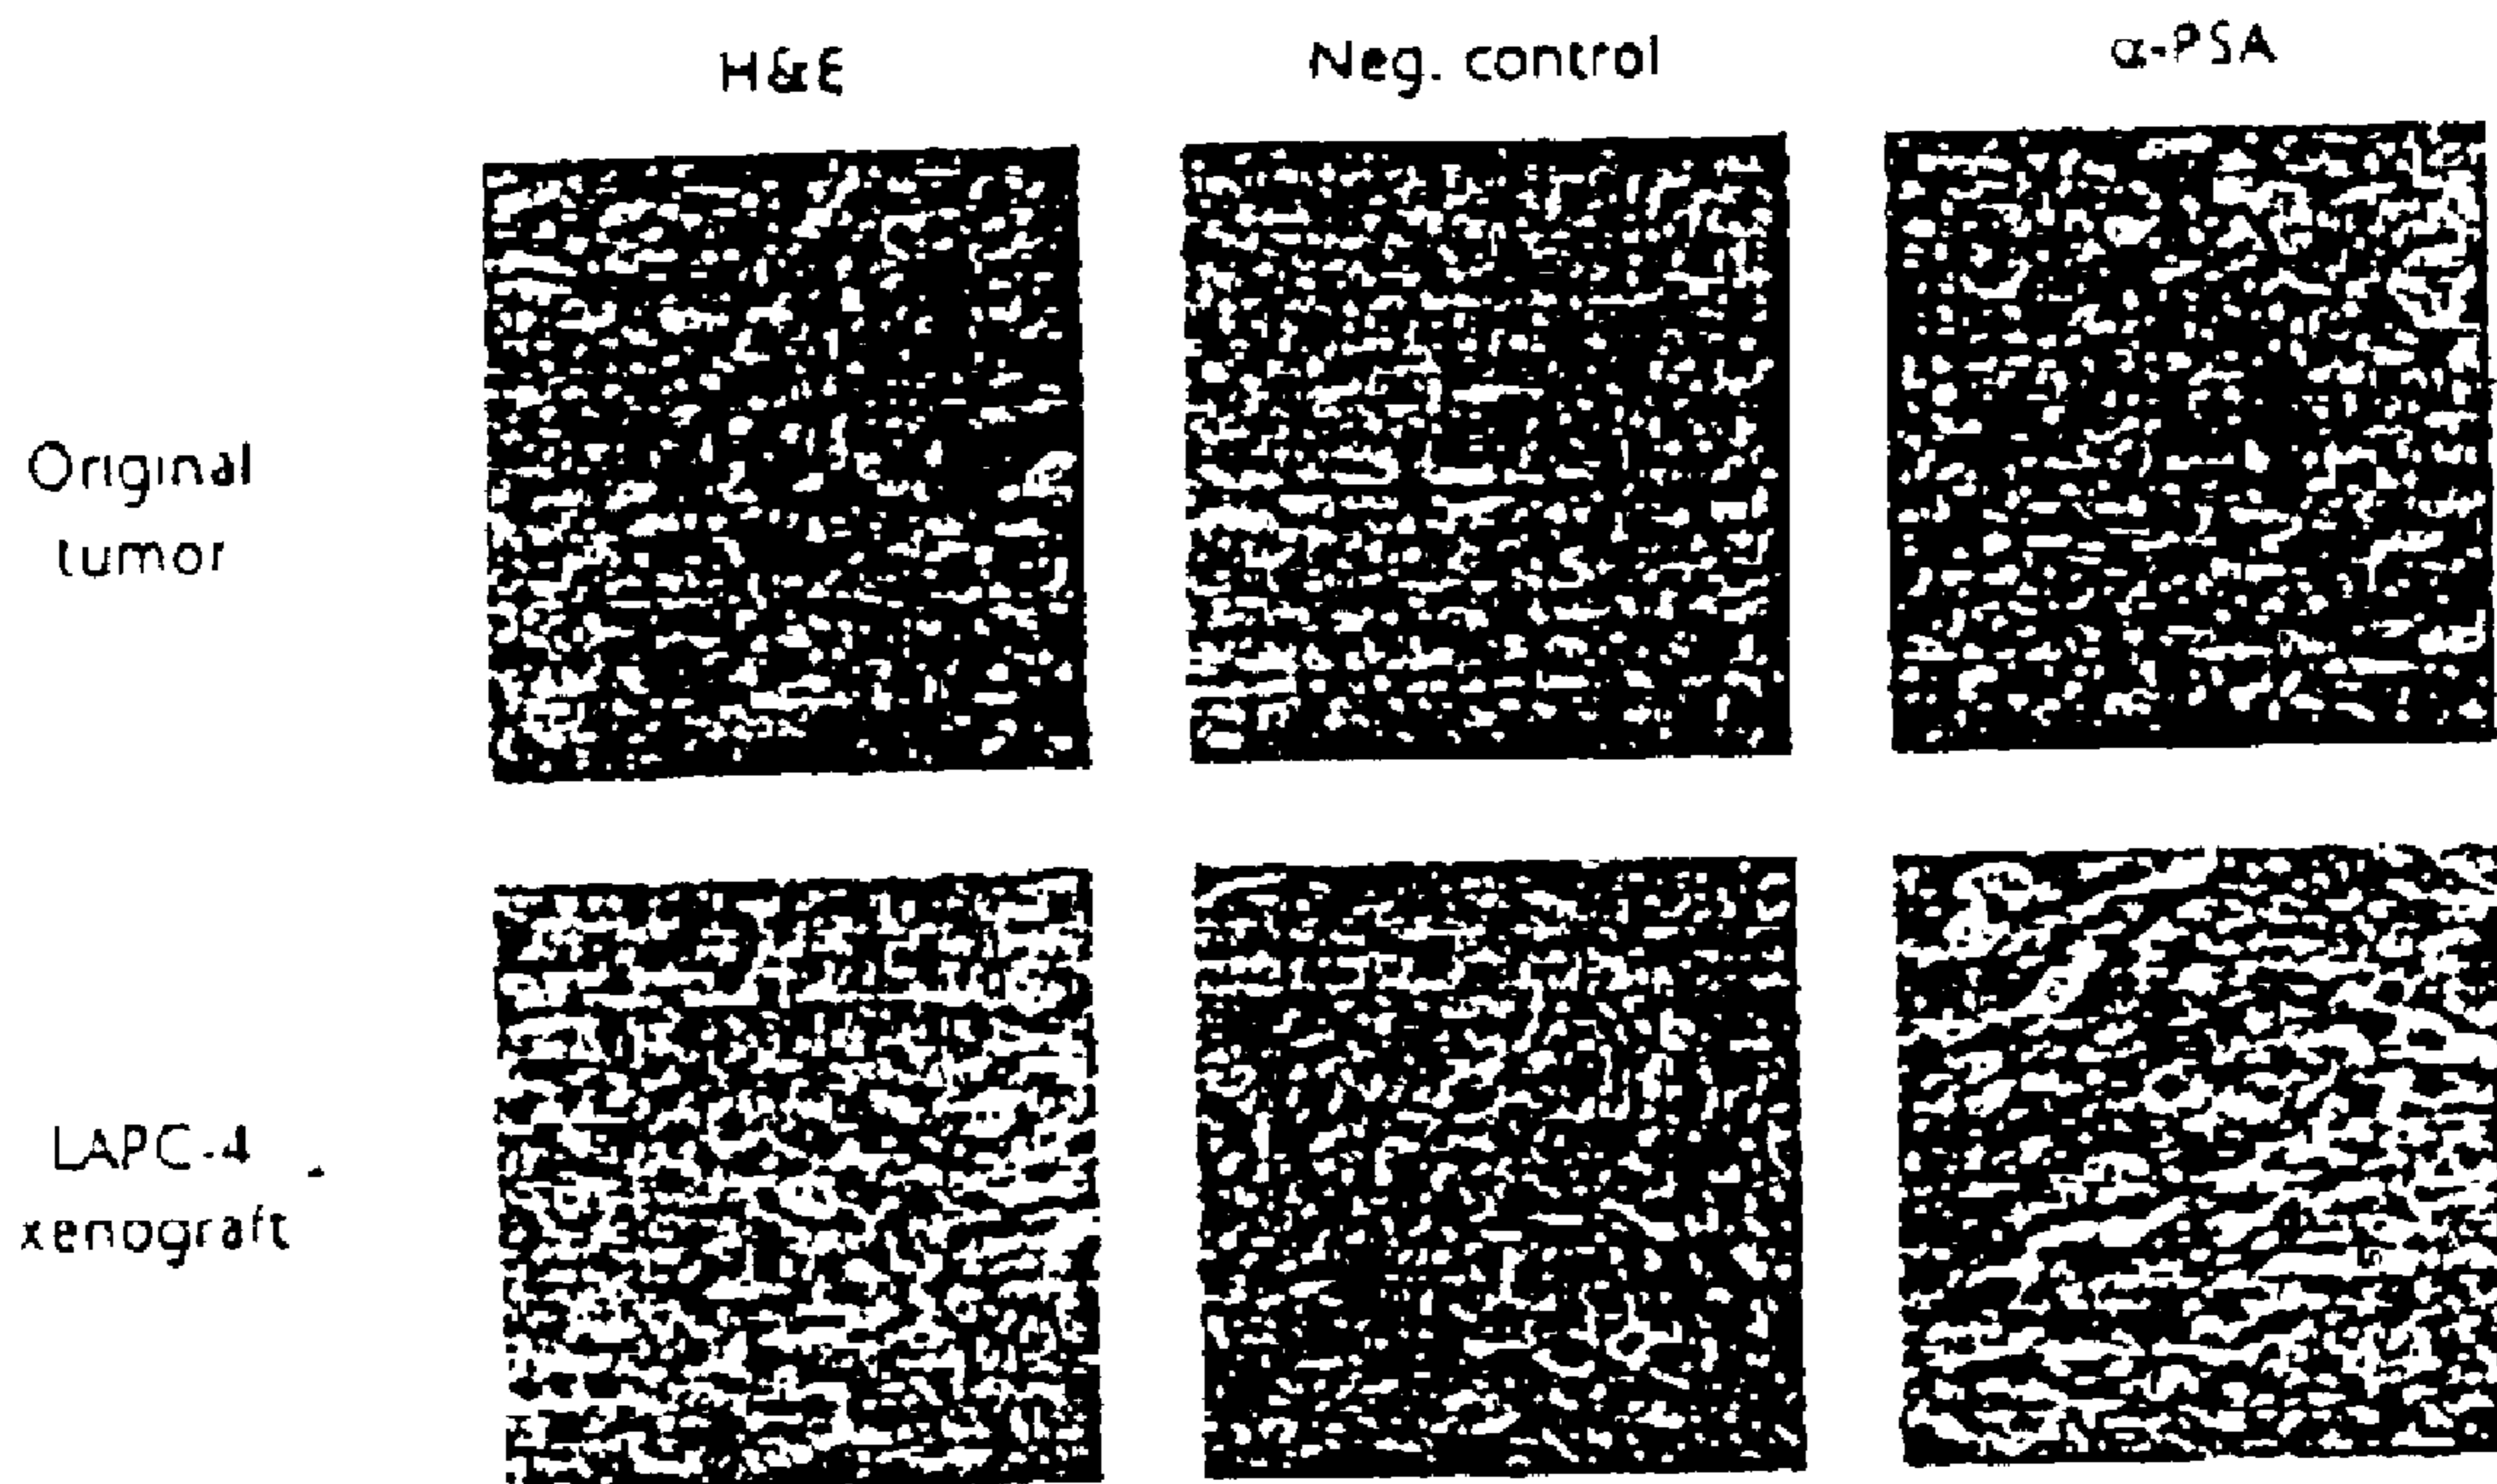 H&E
Neg. control
α-PSA
Original
tumor
LAPC-4
xenograft